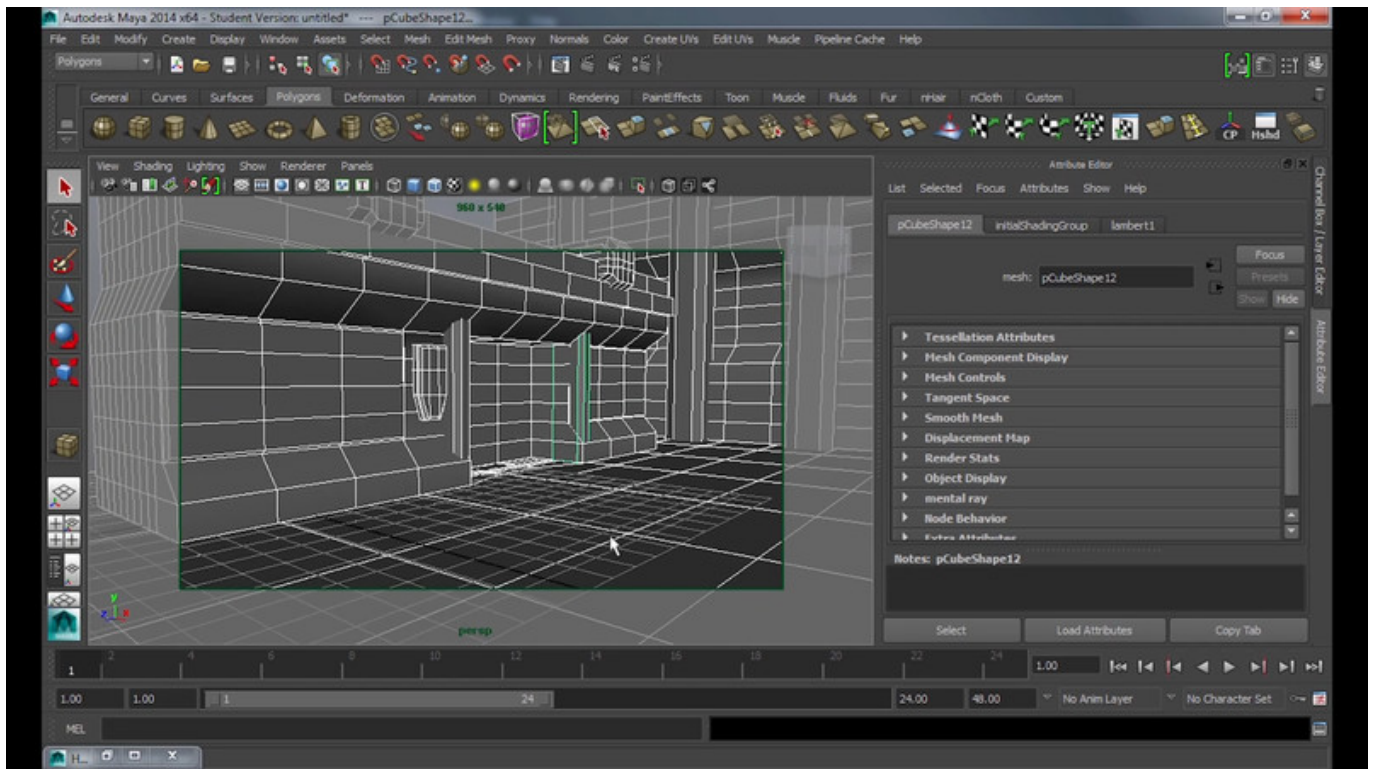 Autodesk Maya 2014 x64 - Student Version: untitled* --- pCubeShape12...
File Edit Modify Create Display Window Assets Select Mesh Edit Mesh Proxy Normals Color Create UVs Edit UVs Muscle Pipeline Cache Help
Polygons
General Curves Surfaces Polygons Deformation Animation Dynamics Rendering PaintEffects Toon Muscle Fluids Fur nHair nCloth Custom
CP Hshd
View Shading Lighting Show Renderer Panels
960 x 540
persp
y
z x
Attribute Editor
List Selected Focus Attributes Show Help
pCubeShape12 initialShadingGroup lambert1
Focus
mesh: pCubeShape12
Presets
Show Hide
Tessellation Attributes
Mesh Component Display
Mesh Controls
Tangent Space
Smooth Mesh
Displacement Map
Render Stats
Object Display
mental ray
Node Behavior
Extra Attributes
Notes: pCubeShape12
Select Load Attributes Copy Tab
Channel Box / Layer Editor
Attribute Editor
2 4 6 8 10 12 14 16 18 20 22 24
1 1.00
1.00 1.00 1 24 24.00 48.00 No Anim Layer No Character Set
MEL
H...